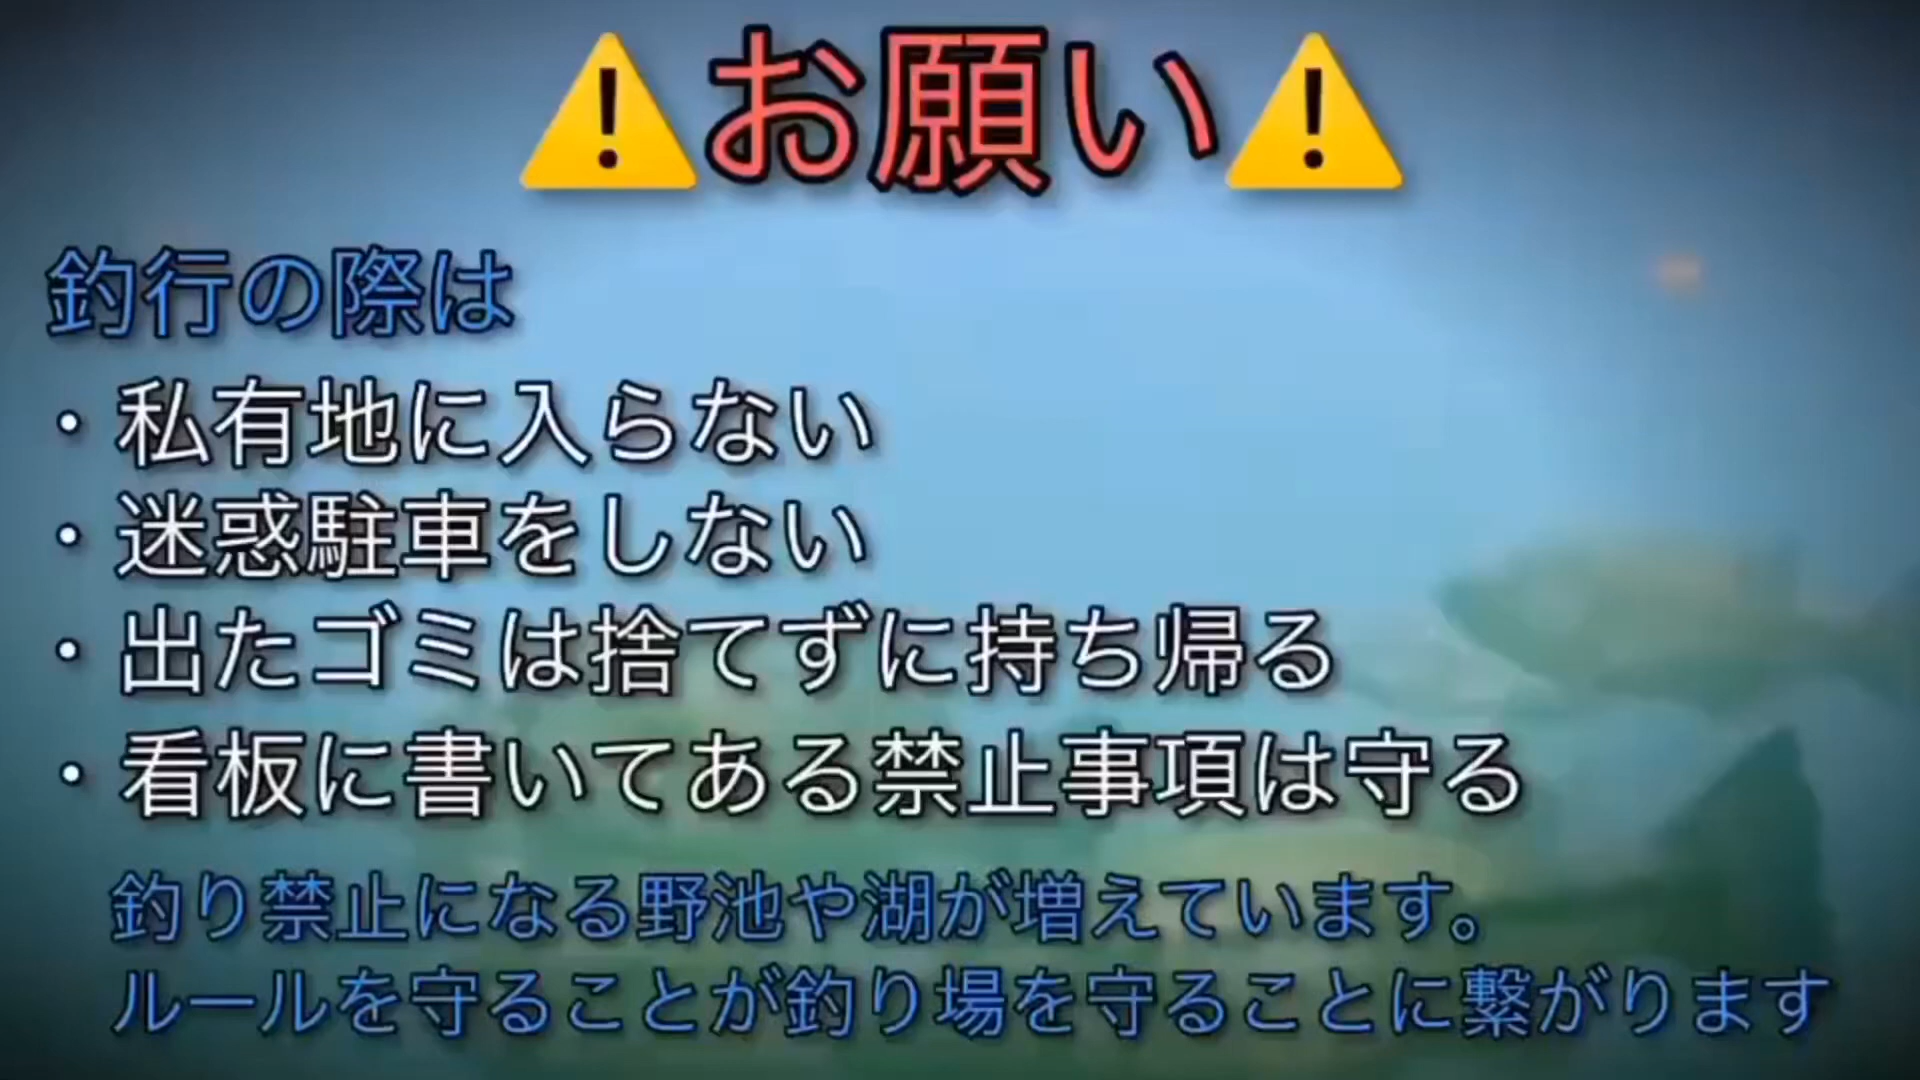 ⚠お願い⚠
釣行の際は
・私有地に入らない
・迷惑駐車をしない
・出たゴミは捨てずに持ち帰る
・看板に書いてある禁止事項は守る
釣り禁止になる野池や湖が増えています。
ルールを守ることが釣り場を守ることに繋がります